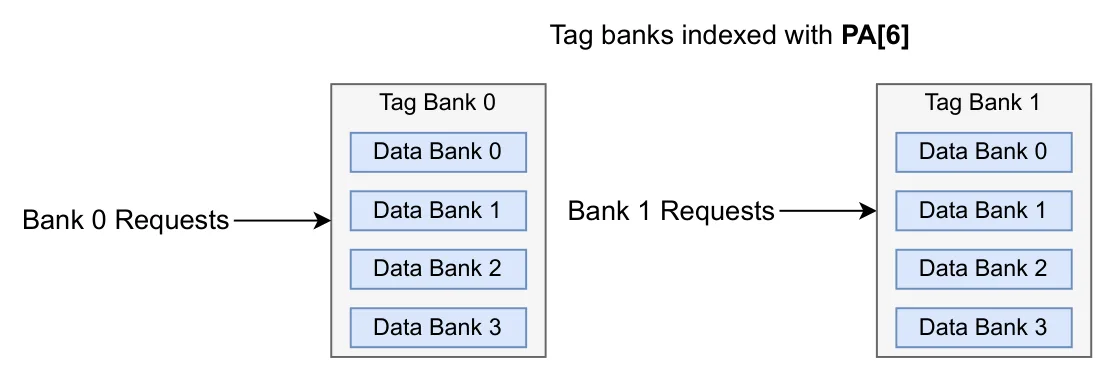 Tag banks indexed with PA[6]
Tag Bank 0
Data Bank 0
Data Bank 1
Data Bank 2
Data Bank 3
Bank 0 Requests
Tag Bank 1
Data Bank 0
Data Bank 1
Data Bank 2
Data Bank 3
Bank 1 Requests